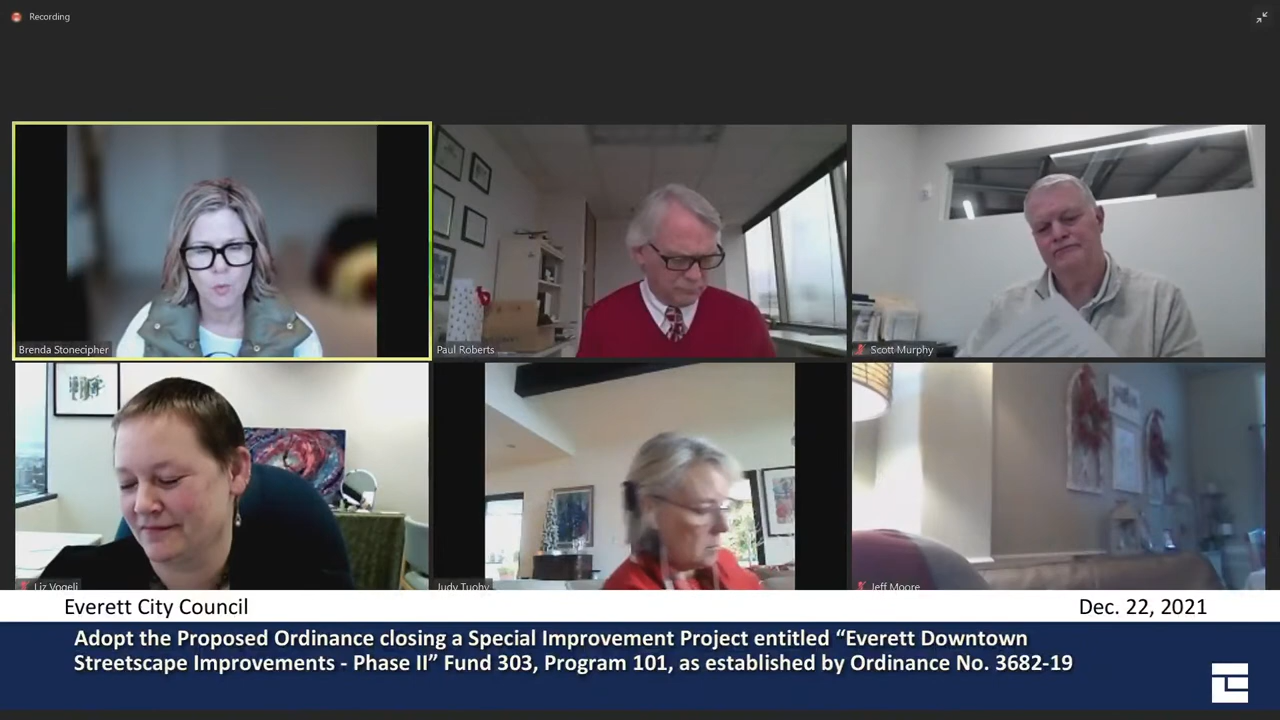 Recording
Brenda Stonecipher
Paul Roberts
Scott Murphy
Liz Vogeli
Judy Tuohy
Jeff Moore
Everett City Council
Dec. 22, 2021
Adopt the Proposed Ordinance closing a Special Improvement Project entitled “Everett Downtown
Streetscape Improvements - Phase II” Fund 303, Program 101, as established by Ordinance No. 3682-19